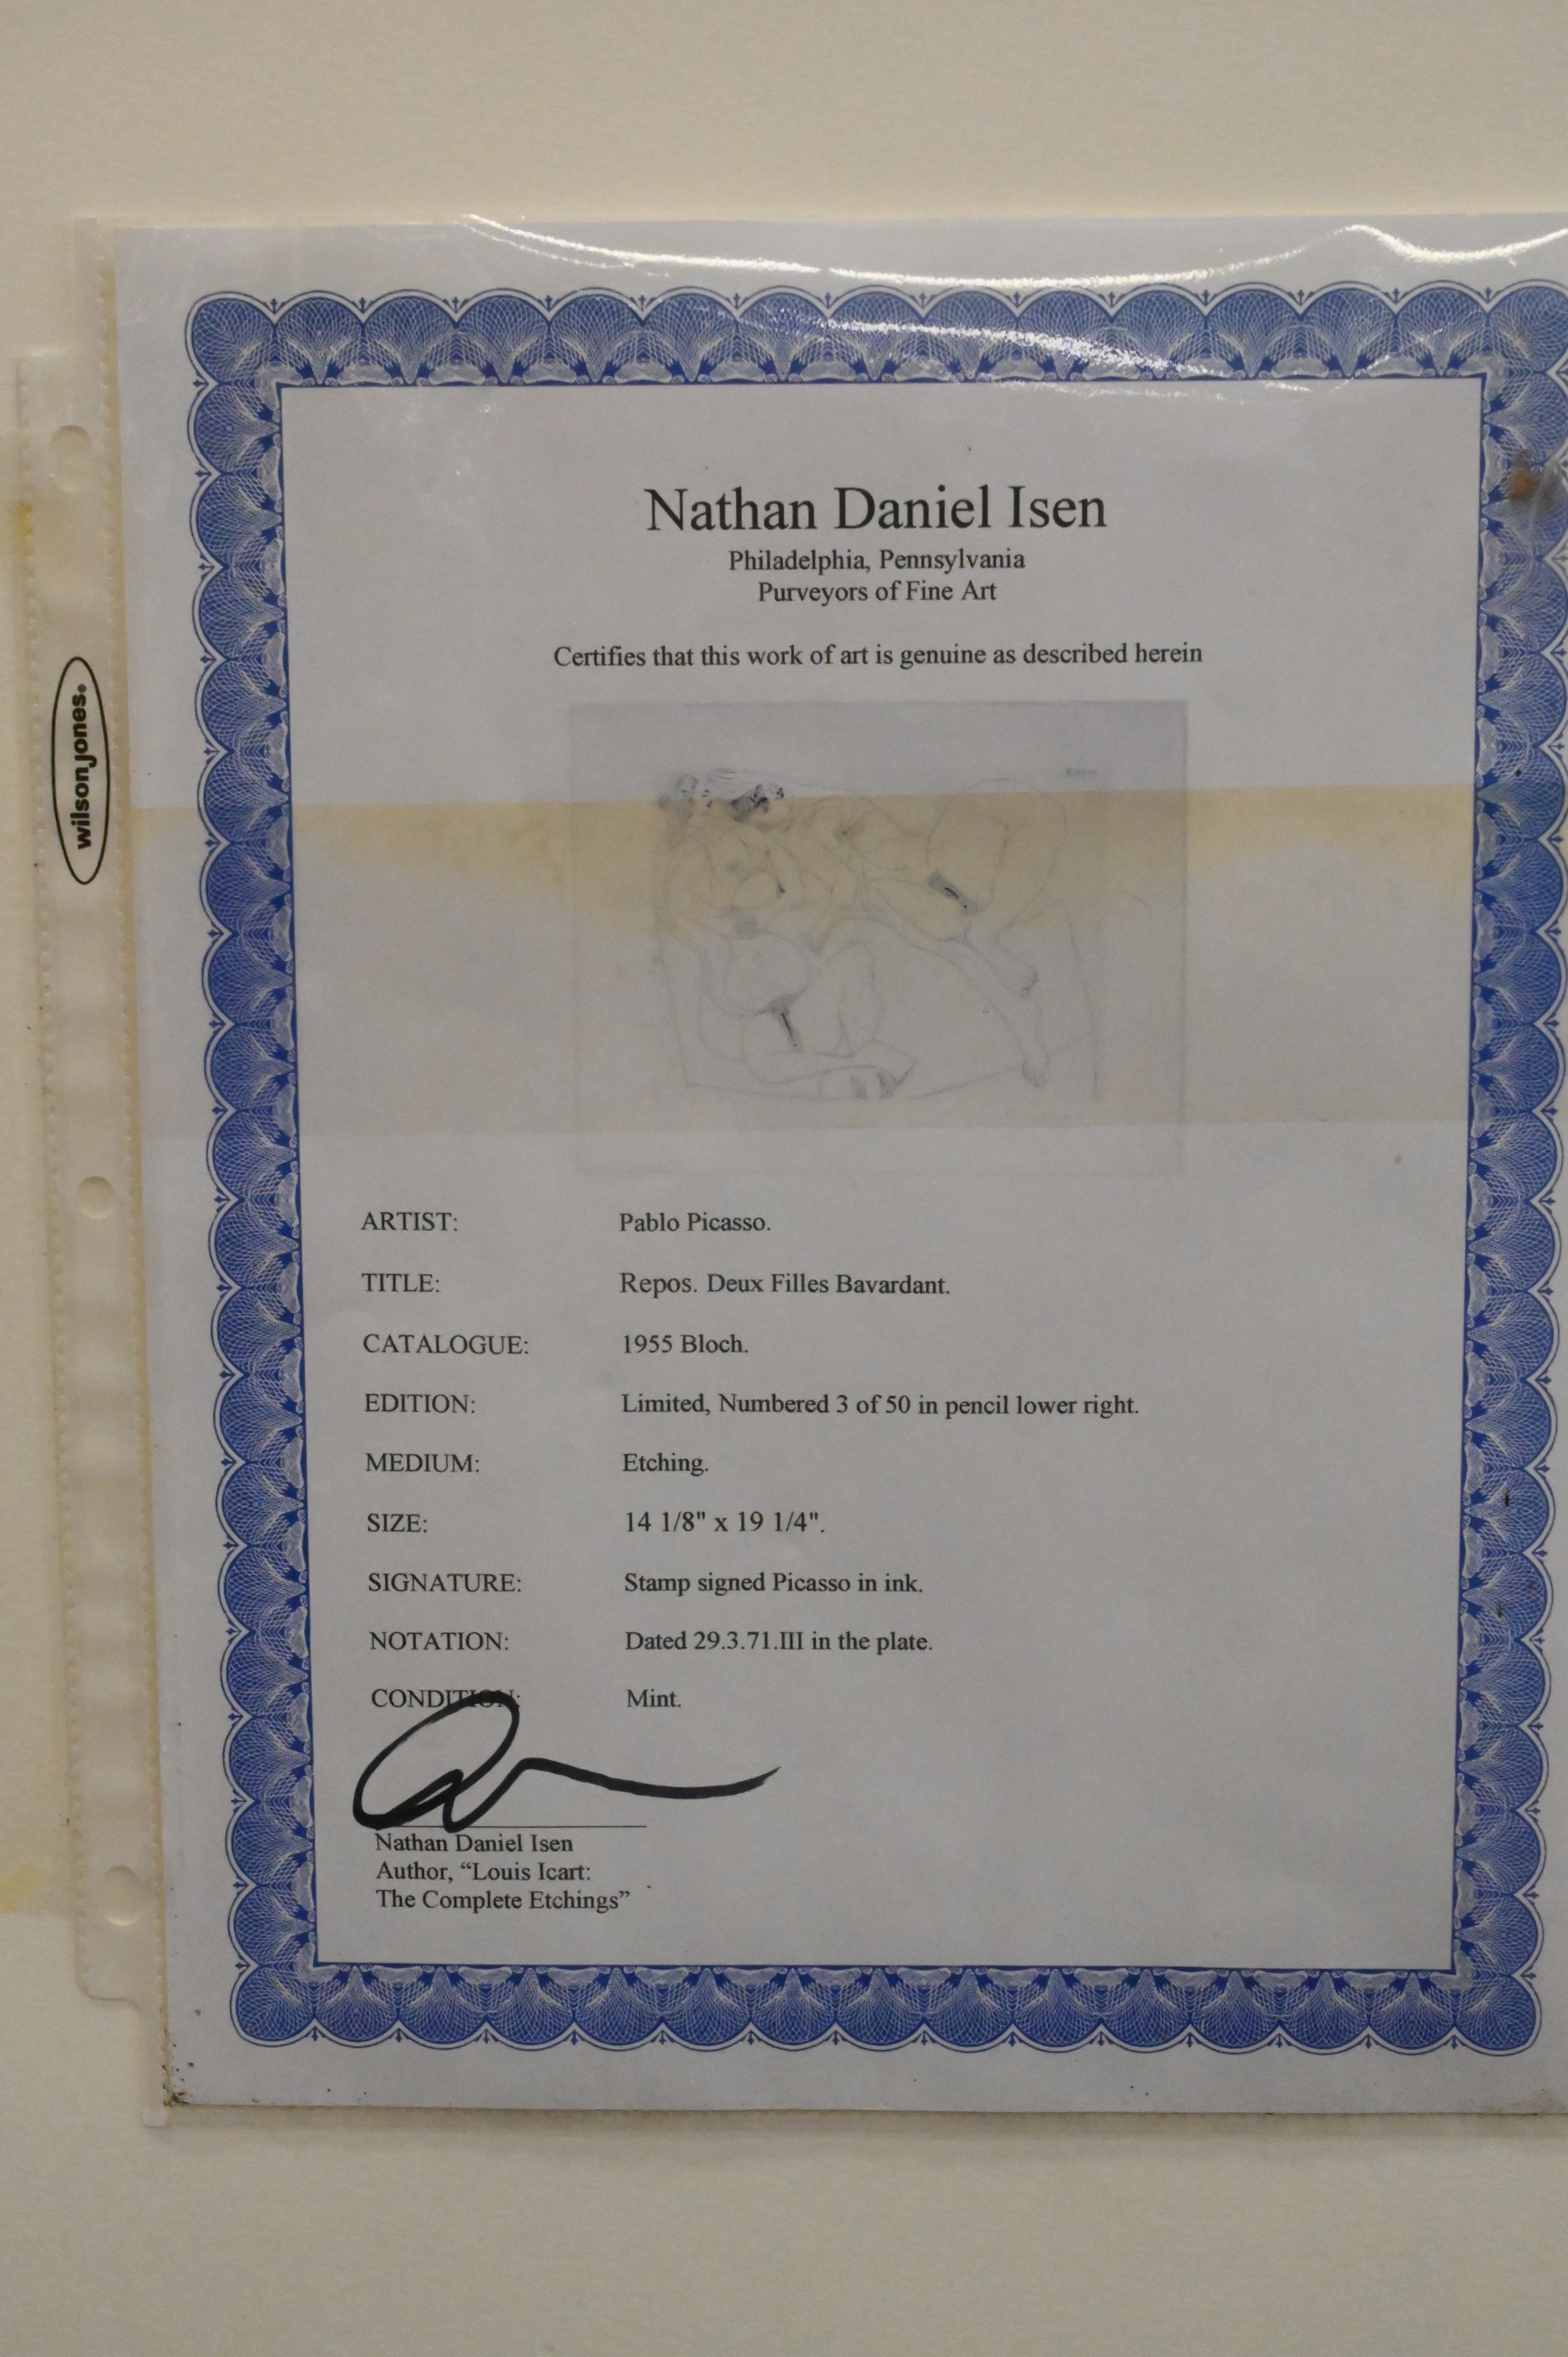 Nathan Daniel Isen
Philadelphia, Pennsylvania
Purveyors of Fine Art
Certifies that this work of art is genuine as described herein
wilsonjones®
ARTIST: Pablo Picasso.
TITLE: Repos. Deux Filles Bavardant.
CATALOGUE: 1955 Bloch.
EDITION: Limited, Numbered 3 of 50 in pencil lower right.
MEDIUM: Etching.
SIZE: 14 1/8" x 19 1/4".
SIGNATURE: Stamp signed Picasso in ink.
NOTATION: Dated 29.3.71.III in the plate.
CONDITION: Mint.
Nathan Daniel Isen
Author, “Louis Icart:
The Complete Etchings”